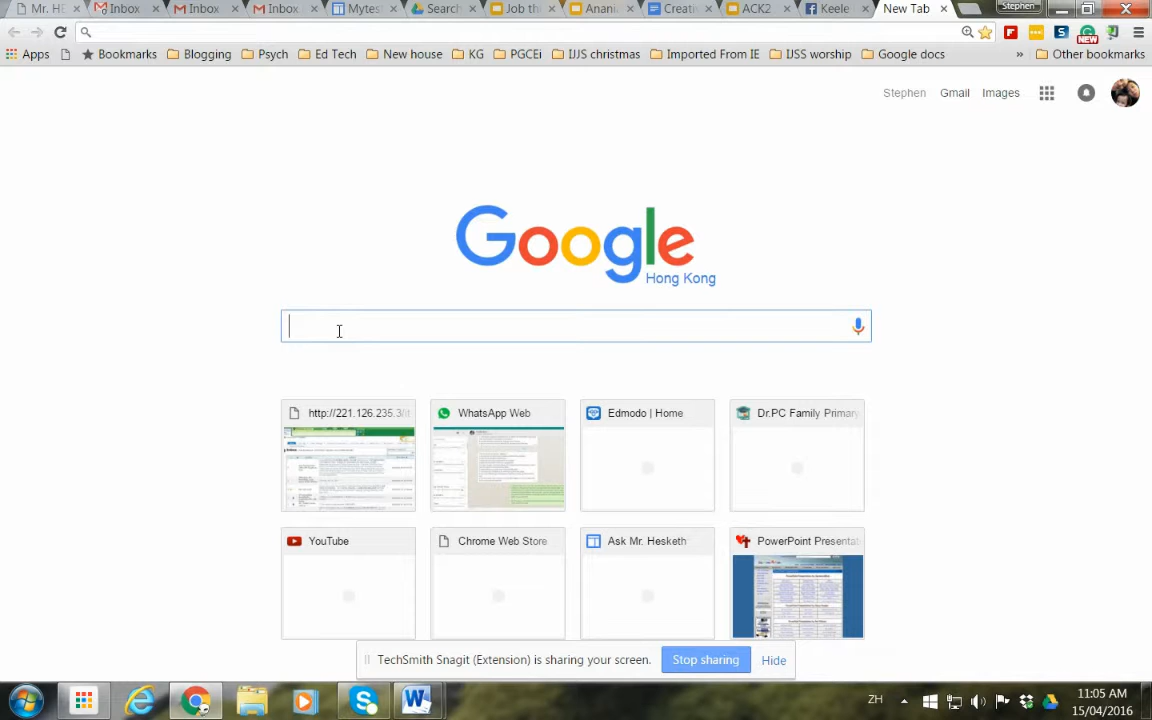 Mr. HE
Inbox
Inbox
Inbox
Mytes
Search
Job th
Anani
Creati
ACK2
Keele
New Tab
Stephen
Apps
Bookmarks
Blogging
Psych
Ed Tech
New house
KG
PGCEi
IJJS christmas
Imported From IE
IJSS worship
Google docs
»
Other bookmarks
NEW
Stephen
Gmail
Images
Google
Hong Kong
http://221.126.235.3/
WhatsApp Web
Edmodo | Home
Dr.PC Family Primary
YouTube
Chrome Web Store
Ask Mr. Hesketh
PowerPoint Presentat
TechSmith Snagit (Extension) is sharing your screen.
Stop sharing
Hide
ZH
11:05 AM
15/04/2016